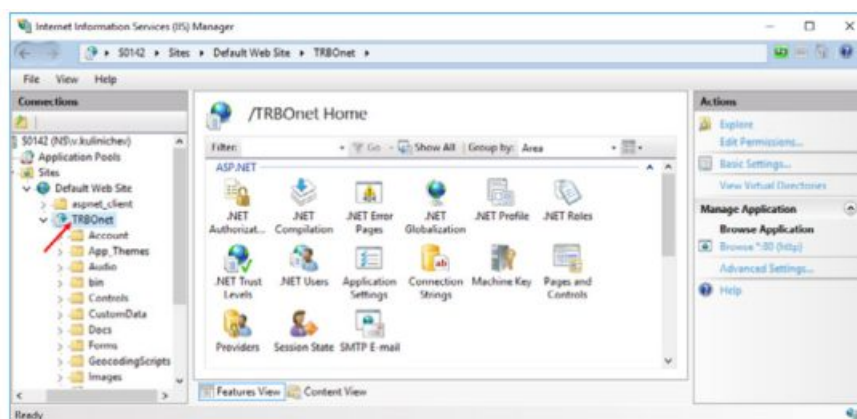 Internet Information Services (IIS) Manager
S0142 Sites Default Web Site TRBOnet
File View Help
Connections
S0142 (NS\v.kulinichev)
Application Pools
Sites
Default Web Site
aspnet_client
TRBOnet
Account
App_Themes
Audio
bin
Controls
CustomData
Docs
Forms
GeocodingScripts
Images
/TRBOnet Home
Filter: Go Show All Group by: Area
ASP.NET
.NET Authorizat...
.NET Compilation
.NET Error Pages
.NET Globalization
.NET Profile
.NET Roles
.NET Trust Levels
.NET Users
Application Settings
Connection Strings
Machine Key
Pages and Controls
Providers
Session State
SMTP E-mail
Features View Content View
Actions
Explore
Edit Permissions...
Basic Settings...
View Virtual Directories
Manage Application
Browse Application
Browse *:80 (http)
Advanced Settings...
Help
Ready